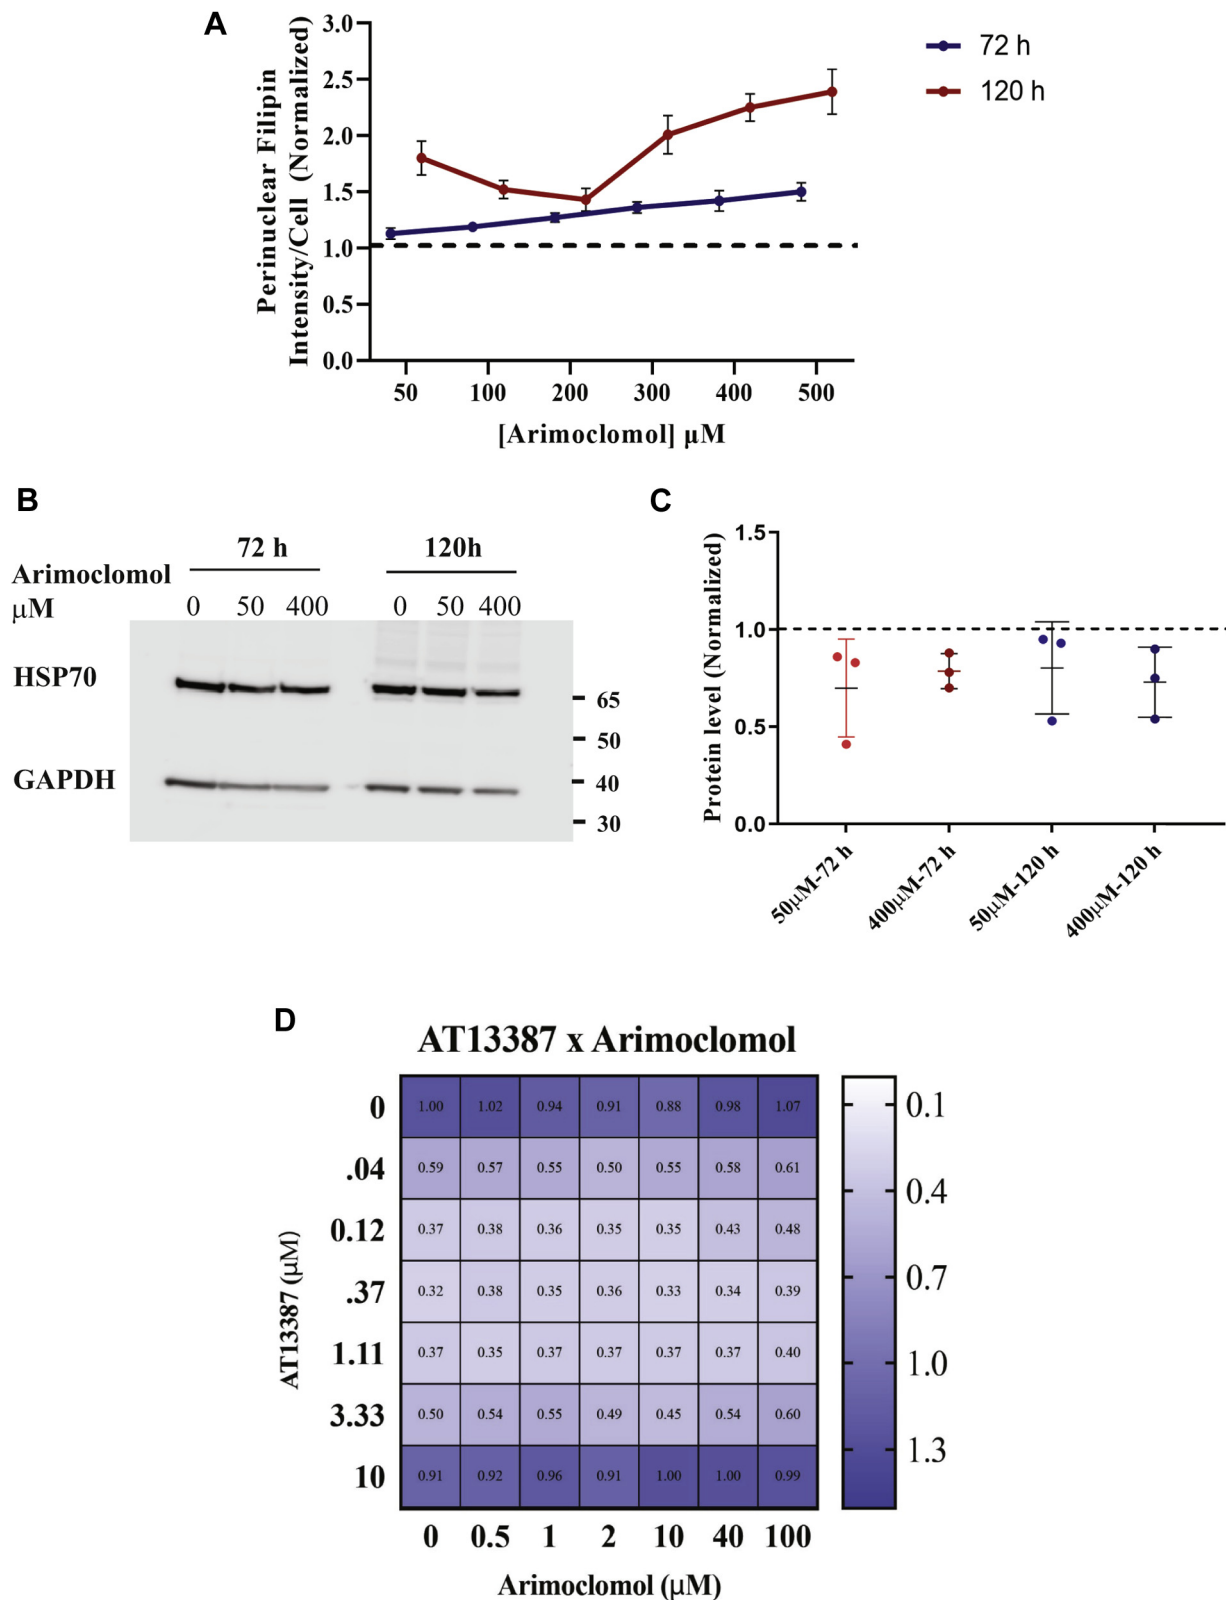 A
3.0
2.5
2.0
1.5
1.0
0.5
0.0
Perinuclear Filipin
Intensity/Cell (Normalized)
50 100 200 300 400 500
[Arimoclomol] μM
72 h
120 h
B
72 h 120h
Arimoclomol
μM 0 50 400 0 50 400
HSP70
GAPDH
65
50
40
30
C
Protein level (Normalized)
1.5
1.0
0.5
0.0
50μM-72 h
400μM-72 h
50μM-120 h
400μM-120 h
D
AT13387 x Arimoclomol
AT13387 (μM)
0 1.00 1.02 0.94 0.91 0.88 0.98 1.07
.04 0.59 0.57 0.55 0.50 0.55 0.58 0.61
0.12 0.37 0.38 0.36 0.35 0.35 0.43 0.48
.37 0.32 0.38 0.35 0.36 0.33 0.34 0.39
1.11 0.37 0.35 0.37 0.37 0.37 0.37 0.40
3.33 0.50 0.54 0.55 0.49 0.45 0.54 0.60
10 0.91 0.92 0.96 0.91 1.00 1.00 0.99
0 0.5 1 2 10 40 100
Arimoclomol (μM)
0.1
0.4
0.7
1.0
1.3